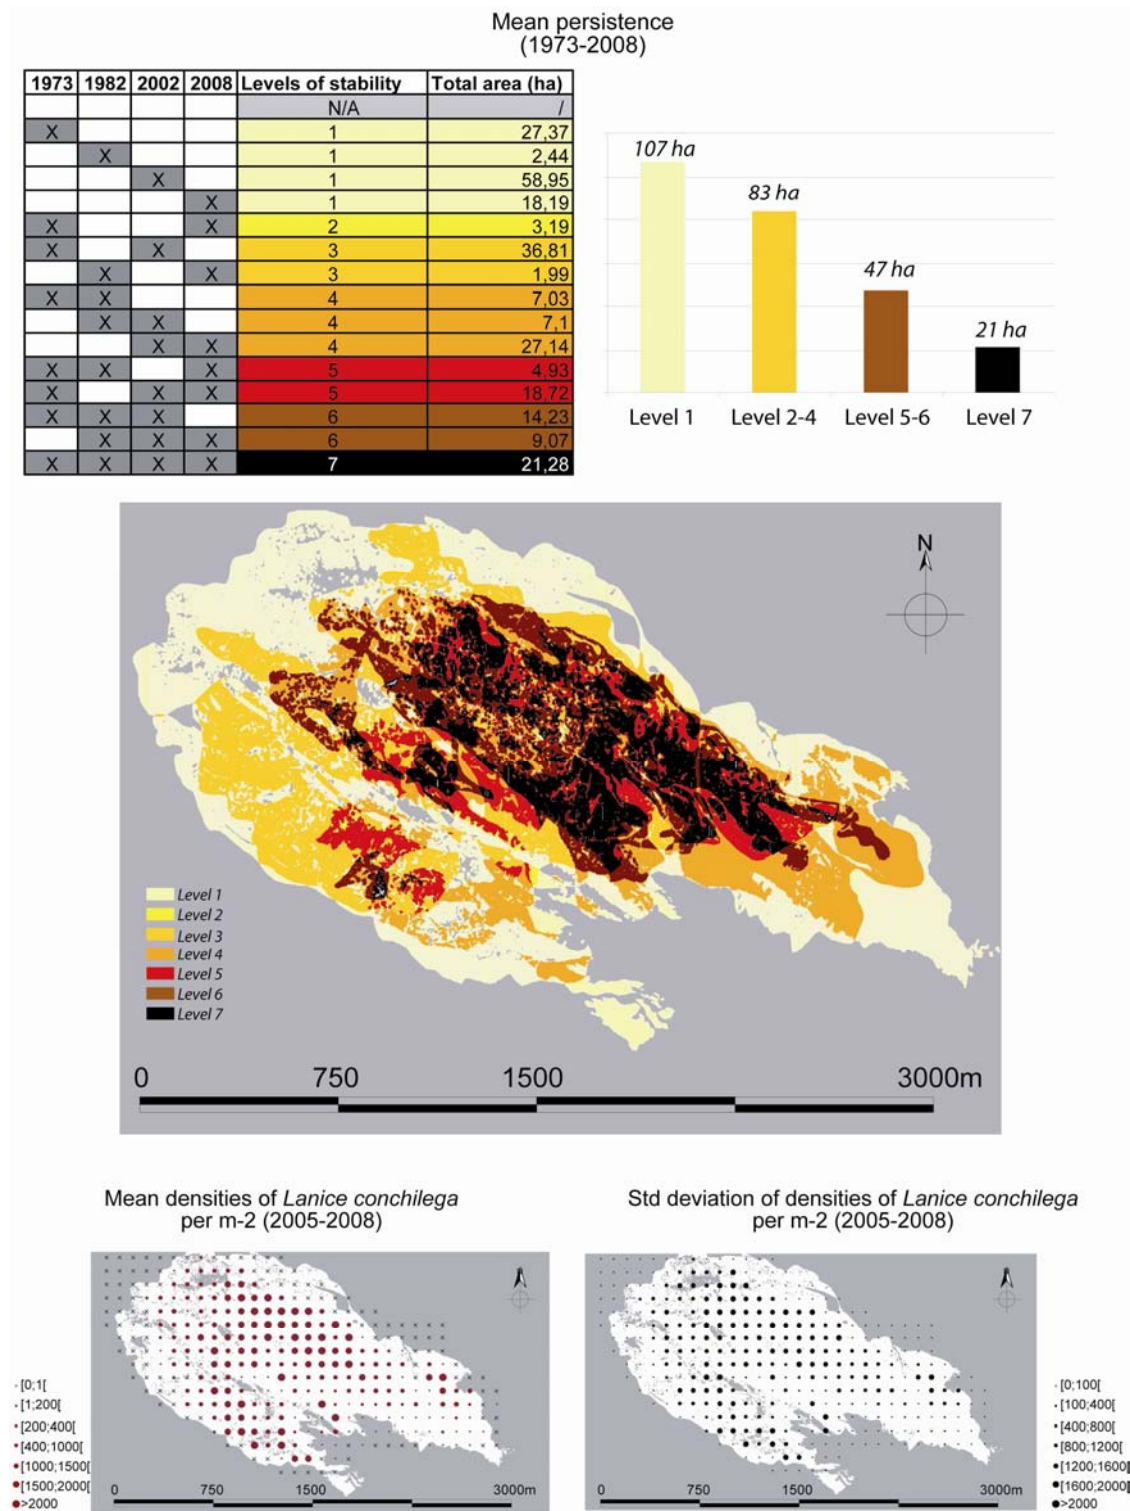 Mean persistence
(1973-2008)
1973 1982 2002 2008 Levels of stability Total area (ha)
N/A /
X 1 27,37
X 1 2,44
X 1 58,95
X 1 18,19
X X 2 3,19
X X 3 36,81
X X 3 1,99
X X 4 7,03
X X 4 7,1
X X 4 27,14
X X X 5 4,93
X X X 5 18,72
X X X 6 14,23
X X X 6 9,07
X X X X 7 21,28
107 ha
83 ha
47 ha
21 ha
Level 1 Level 2-4 Level 5-6 Level 7
N
Level 1
Level 2
Level 3
Level 4
Level 5
Level 6
Level 7
0 750 1500 3000m
Mean densities of Lanice conchilega
per m-2 (2005-2008)
[0;1[
[1;200[
[200;400[
[400;1000[
[1000;1500[
[1500;2000[
>2000
0 750 1500 3000m
Std deviation of densities of Lanice conchilega
per m-2 (2005-2008)
[0;100[
[100;400[
[400;800[
[800;1200[
[1200;1600[
[1600;2000[
>2000
0 750 1500 3000m